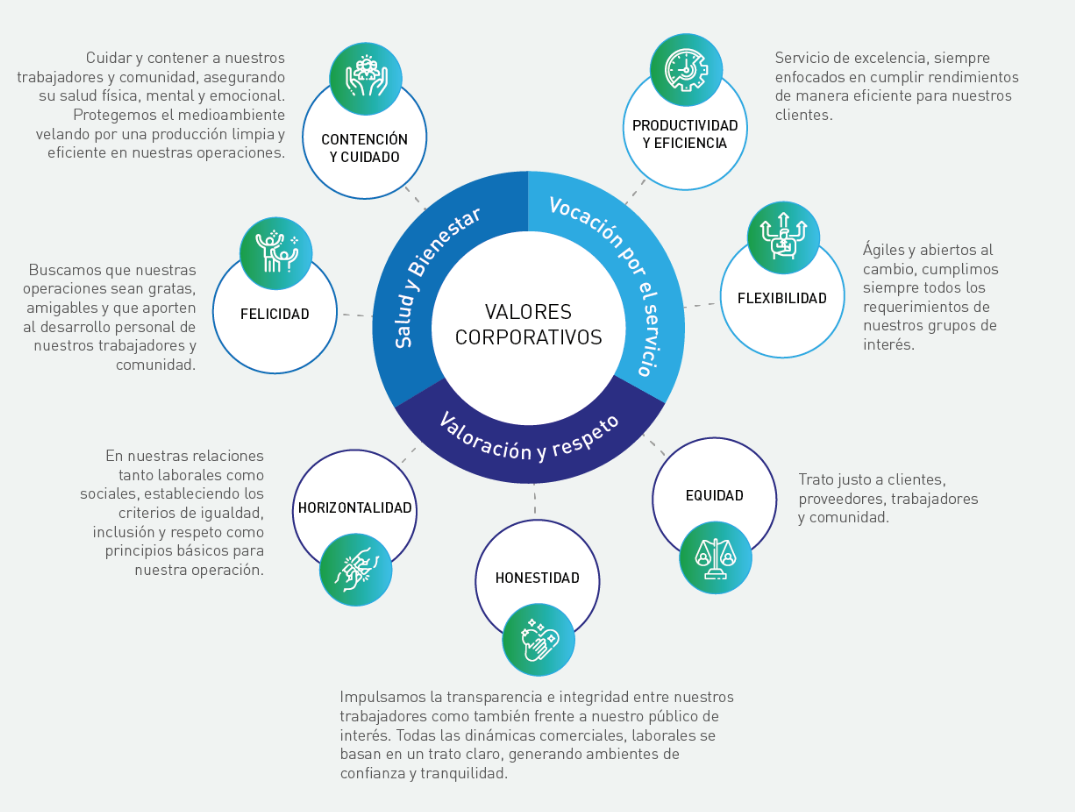 VALORES
CORPORATIVOS
Salud y Bienestar
Vocación por el servicio
Valoración y respeto
CONTENCIÓN
Y CUIDADO
Cuidar y contener a nuestros
trabajadores y comunidad, asegurando
su salud física, mental y emocional.
Protegemos el medioambiente
velando por una producción limpia y
eficiente en nuestras operaciones.
PRODUCTIVIDAD
Y EFICIENCIA
Servicio de excelencia, siempre
enfocados en cumplir rendimientos
de manera eficiente para nuestros
clientes.
FELICIDAD
Buscamos que nuestras
operaciones sean gratas,
amigables y que aporten
al desarrollo personal de
nuestros trabajadores y
comunidad.
FLEXIBILIDAD
Ágiles y abiertos al
cambio, cumplimos
siempre todos los
requerimientos de
nuestros grupos de
interés.
HORIZONTALIDAD
En nuestras relaciones
tanto laborales como
sociales, estableciendo los
criterios de igualdad,
inclusión y respeto como
principios básicos para
nuestra operación.
EQUIDAD
Trato justo a clientes,
proveedores, trabajadores
y comunidad.
HONESTIDAD
Impulsamos la transparencia e integridad entre nuestros
trabajadores como también frente a nuestro público de
interés. Todas las dinámicas comerciales, laborales se
basan en un trato claro, generando ambientes de
confianza y tranquilidad.